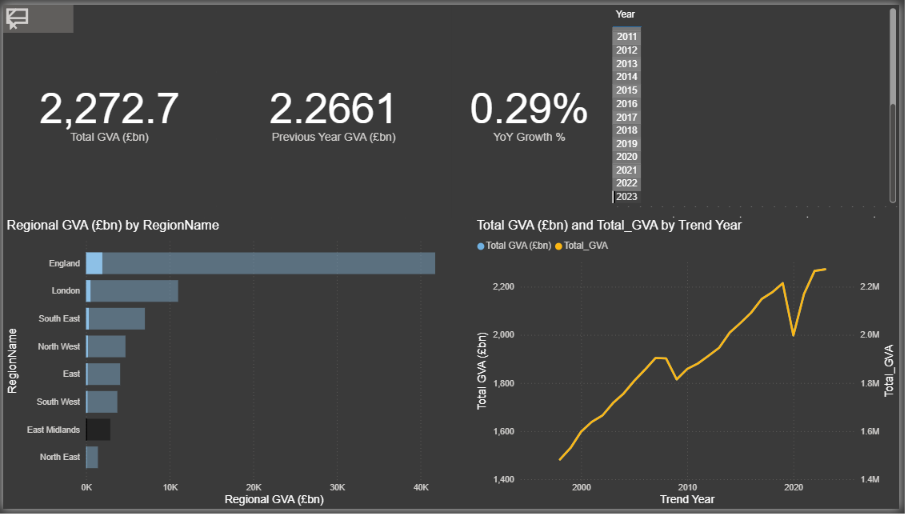 Year
2011
2012
2013
2014
2015
2016
2017
2018
2019
2020
2021
2022
2023
2,272.7
Total GVA (£bn)
2.2661
Previous Year GVA (£bn)
0.29%
YoY Growth %
Regional GVA (£bn) by RegionName
RegionName
England
London
South East
North West
East
South West
East Midlands
North East
0K 10K 20K 30K 40K
Regional GVA (£bn)
Total GVA (£bn) and Total_GVA by Trend Year
Total GVA (£bn) Total_GVA
Total GVA (£bn)
2,200
2,000
1,800
1,600
1,400
2.2M
2.0M
1.8M
1.6M
1.4M
Total_GVA
2000 2010 2020
Trend Year